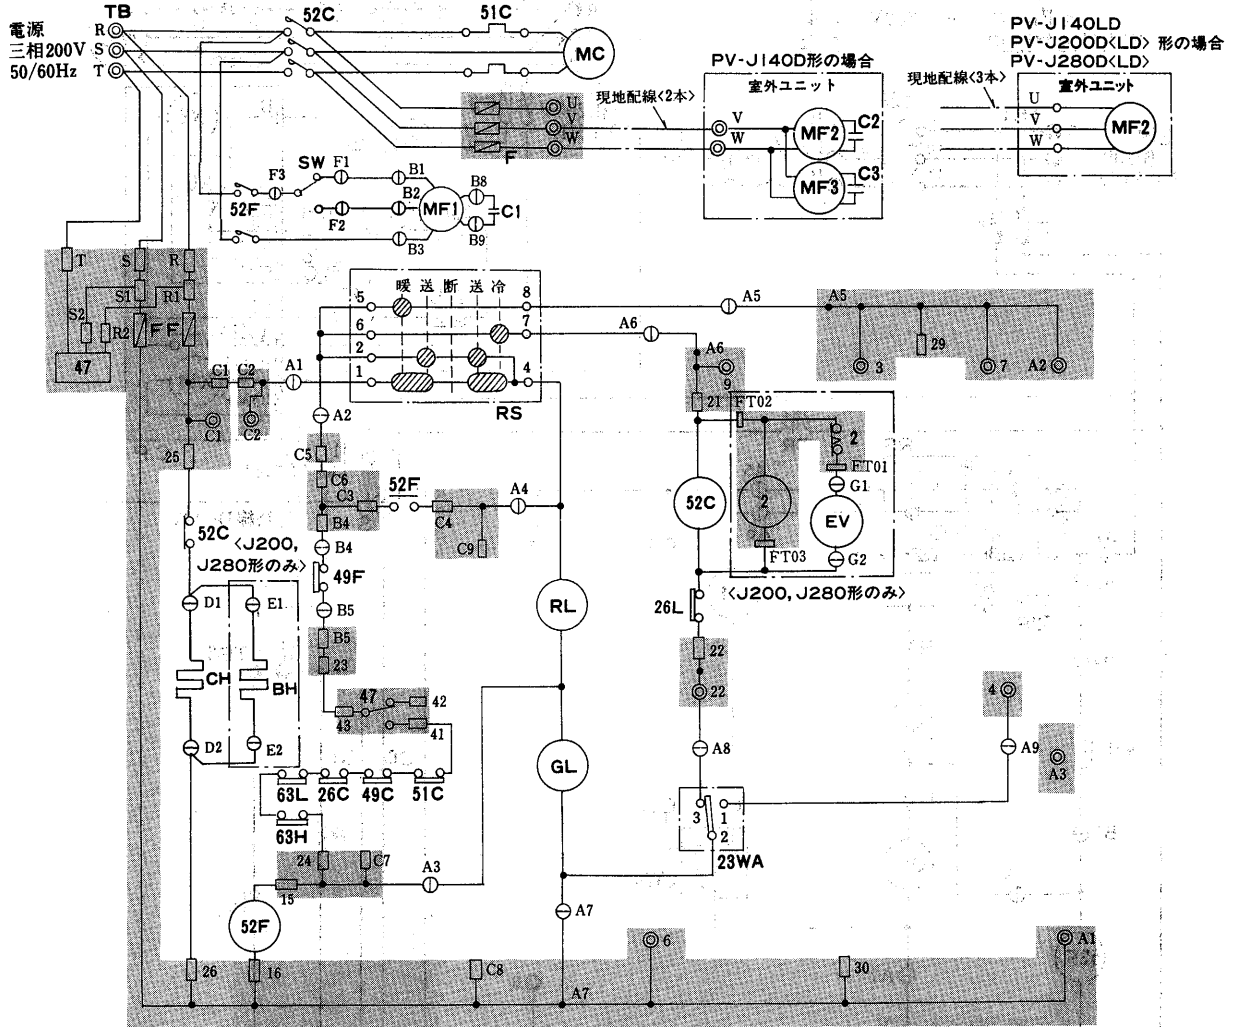 電源
三相200V
50/60Hz
TB
R
S
T
52C
51C
MC
PV-J140D形の場合
室外ユニット
現地配線<2本>
V
W
MF2
C2
MF3
C3
PV-J140LD
PV-J200D<LD> 形の場合
PV-J280D<LD>
現地配線<3本>
室外ユニット
U
V
W
MF2
U
V
W
F
SW
F1
F3
52F
F2
B1
B2
B3
MF1
B8
B9
C1
T
S
R
S1
R1
S2
R2
FF
47
暖 送 断 送 冷
5
6
2
1
8
7
4
RS
A5
A5
A6
A6
9
21
3
29
7
A2
C1
C2
A1
C1
C2
25
A2
C5
C6
C3
52F
C4
C9
A4
B4
B4
49F
B5
B5
23
FT02
2
FT01
G1
52C
2
EV
FT03
G2
<J200, J280形のみ>
26L
22
22
52C
<J200,
J280形のみ>
D1
E1
CH
BH
D2
E2
RL
GL
47
42
43
41
63L
26C
49C
51C
63H
24
C7
A3
15
52F
26
16
C8
A7
A7
A8
3
1
2
23WA
4
A9
A3
6
30
A1